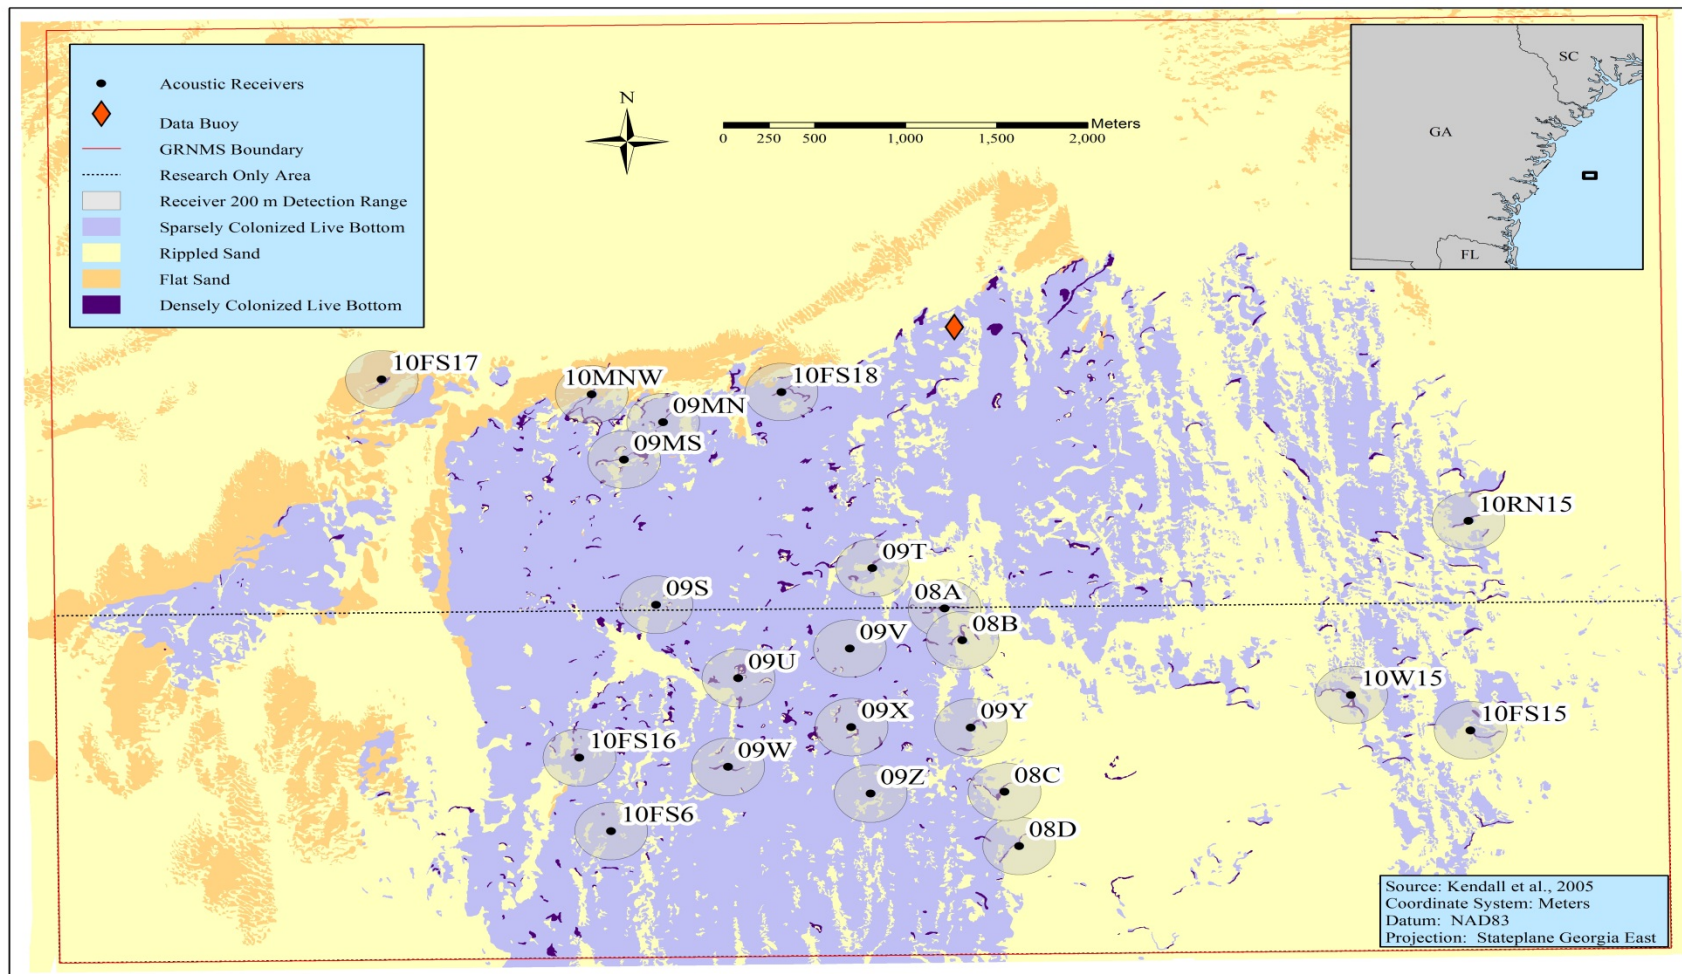 Acoustic Receivers
Data Buoy
GRNMS Boundary
Research Only Area
Receiver 200 m Detection Range
Sparsely Colonized Live Bottom
Rippled Sand
Flat Sand
Densely Colonized Live Bottom
N
Meters
0 250 500 1,000 1,500 2,000
SC
GA
FL
10FS17
10MNW
10FS18
09MN
09MS
10RN15
09T
09S
08A
08B
09V
09U
10W15
09X
09Y
10FS15
10FS16
09W
09Z
08C
10FS6
08D
Source: Kendall et al., 2005
Coordinate System: Meters
Datum: NAD83
Projection: Stateplane Georgia East